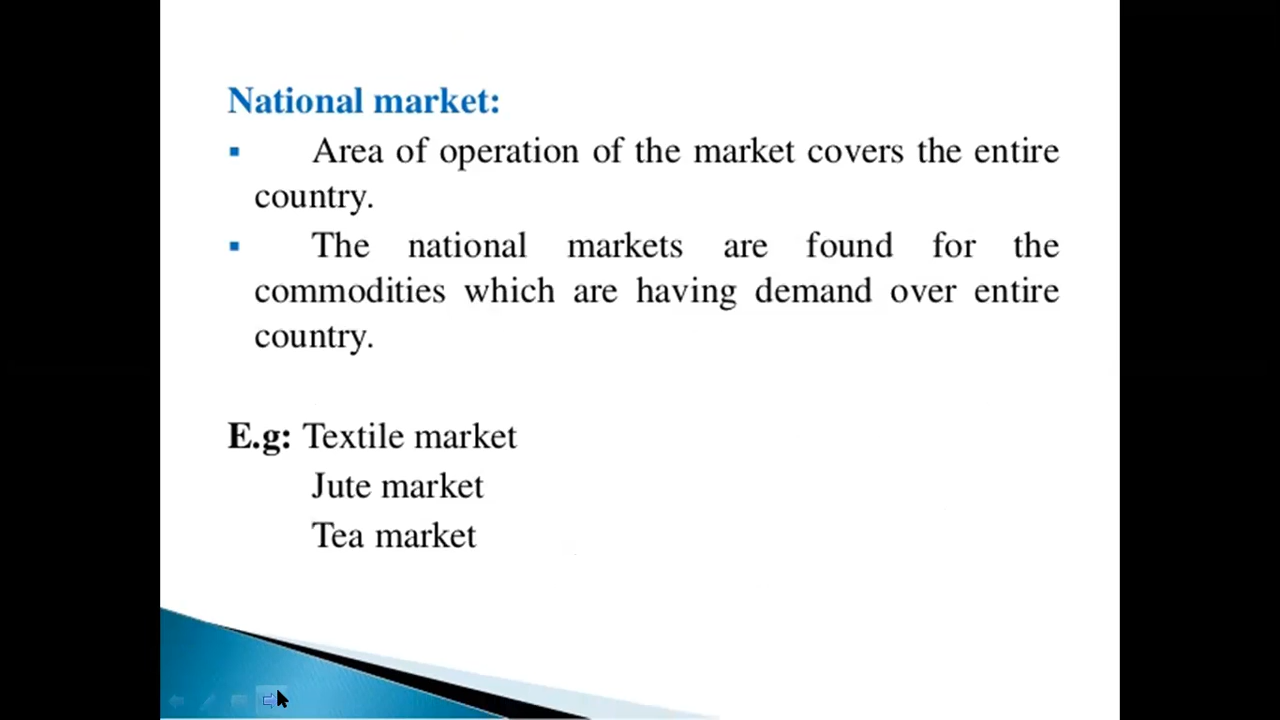 National market:
▪ Area of operation of the market covers the entire
country.
▪ The national markets are found for the
commodities which are having demand over entire
country.
E.g: Textile market
Jute market
Tea market